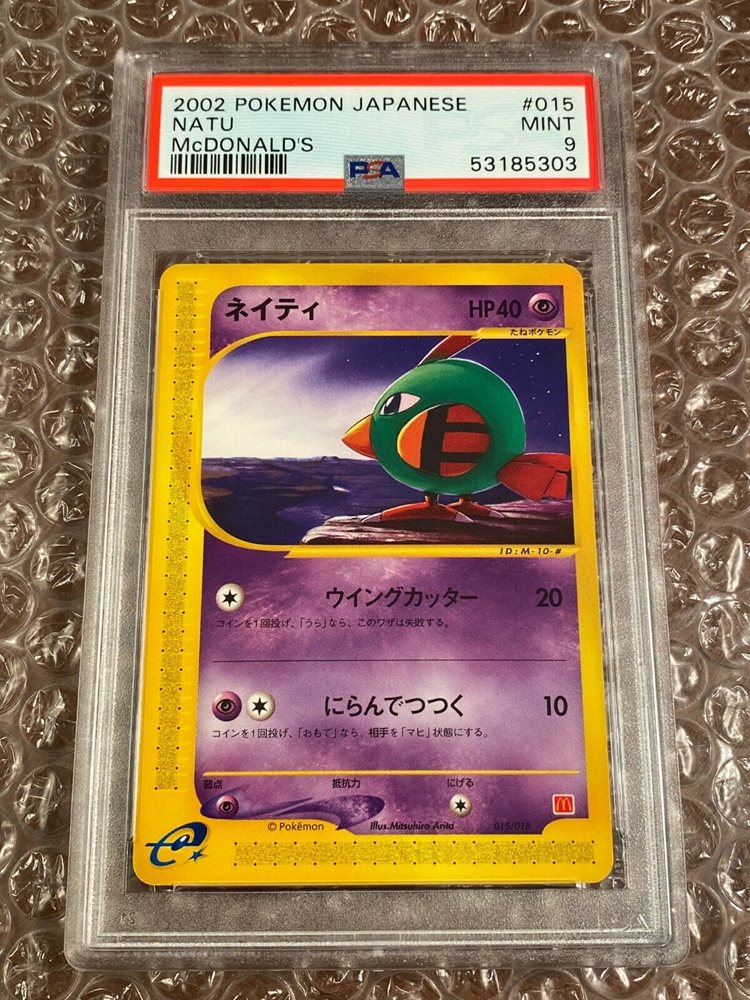 2002 POKEMON JAPANESE #015
NATU MINT
McDONALD'S 9
PSA 53185303
ネイティ HP40
たねポケモン
ID:M-10-#
ウイングカッター 20
コインを1回投げ、「うら」なら、このワザは失敗する。
にらんでつつく 10
コインを1回投げ、「おもて」なら、相手を「マヒ」状態にする。
弱点 抵抗力 にげる
© Pokémon Illus.Mitsuhiro Arita 015/018
e